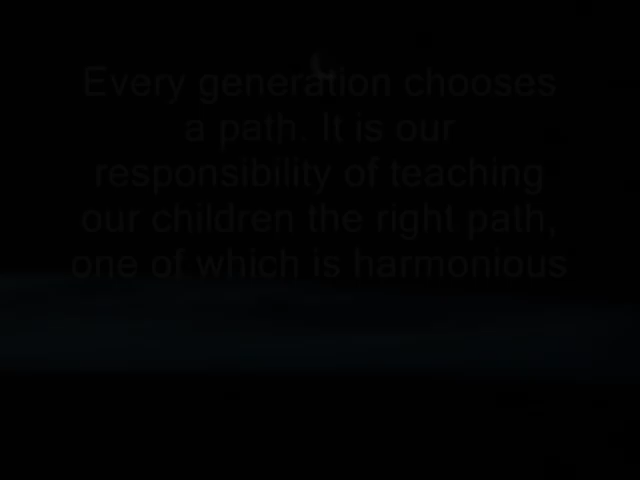 Every generation chooses
a path. It is our
responsibility of teaching
our children the right path,
one of which is harmonious